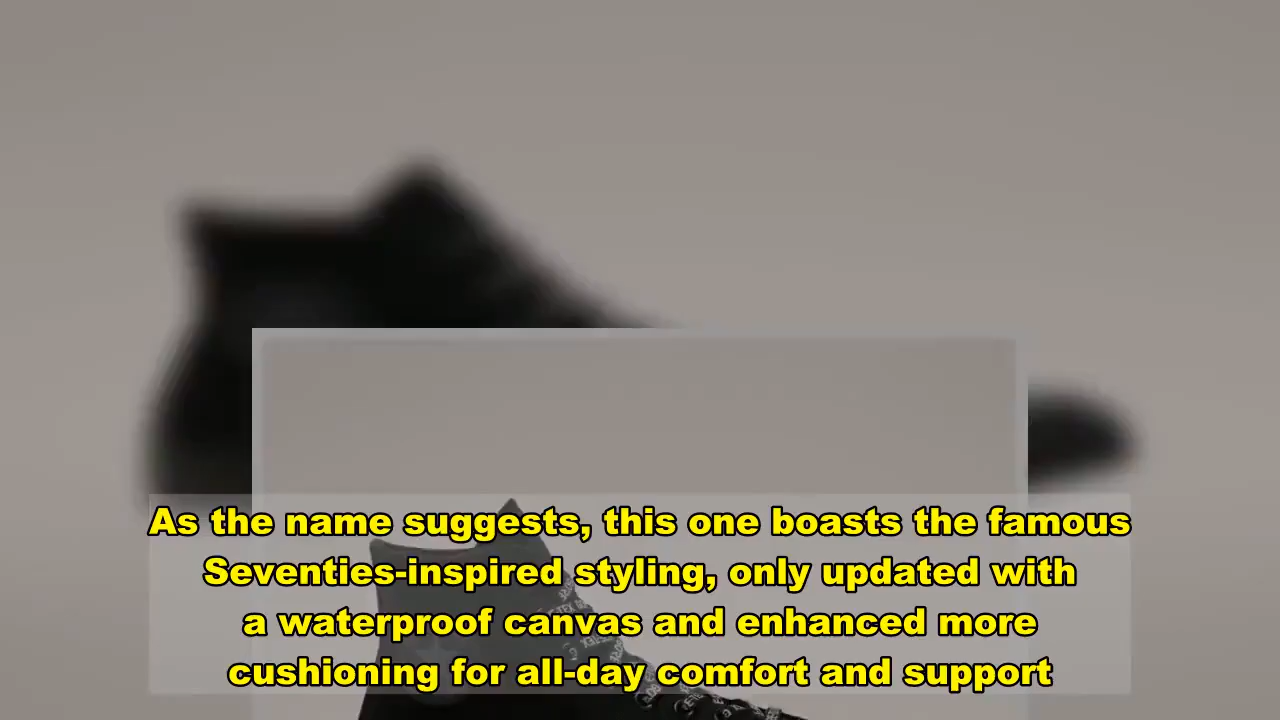 As the name suggests, this one boasts the famous
Seventies-inspired styling, only updated with
a waterproof canvas and enhanced more
cushioning for all-day comfort and support